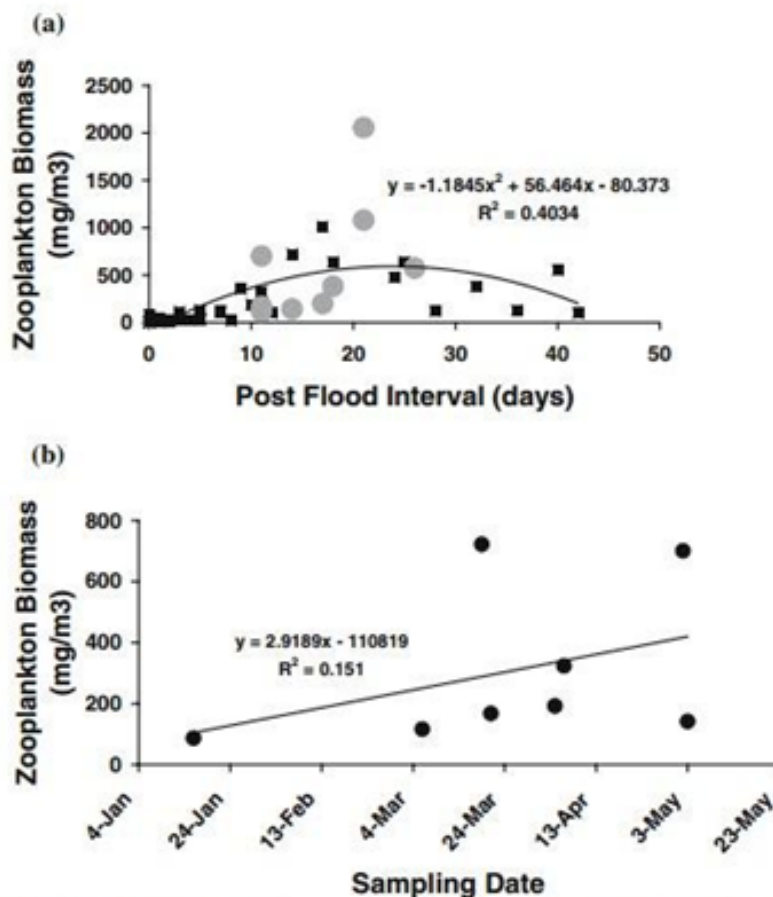 (a)
Zooplankton Biomass
(mg/m3)
2500
2000
1500
1000
500
0
y = -1.1845x² + 56.464x - 80.373
R² = 0.4034
0 10 20 30 40 50
Post Flood Interval (days)
(b)
Zooplankton Biomass
(mg/m3)
800
600
400
200
0
y = 2.9189x - 110819
R² = 0.151
4-Jan 24-Jan 13-Feb 4-Mar 24-Mar 13-Apr 3-May 23-May
Sampling Date